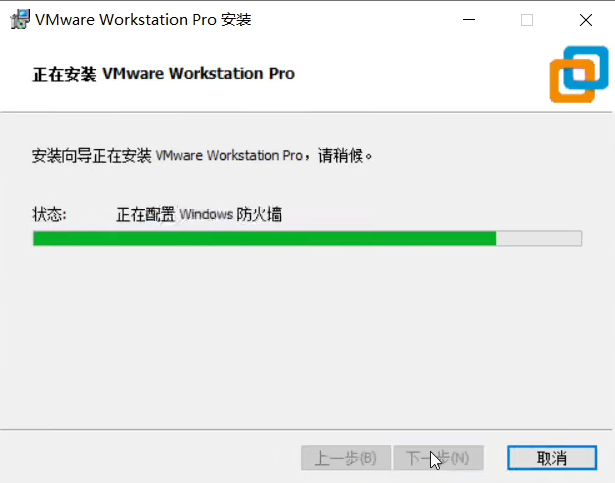 VMware Workstation Pro 安装
正在安装 VMware Workstation Pro
安装向导正在安装 VMware Workstation Pro，请稍候。
状态: 正在配置 Windows 防火墙
上一步(B) 下一步(N) 取消